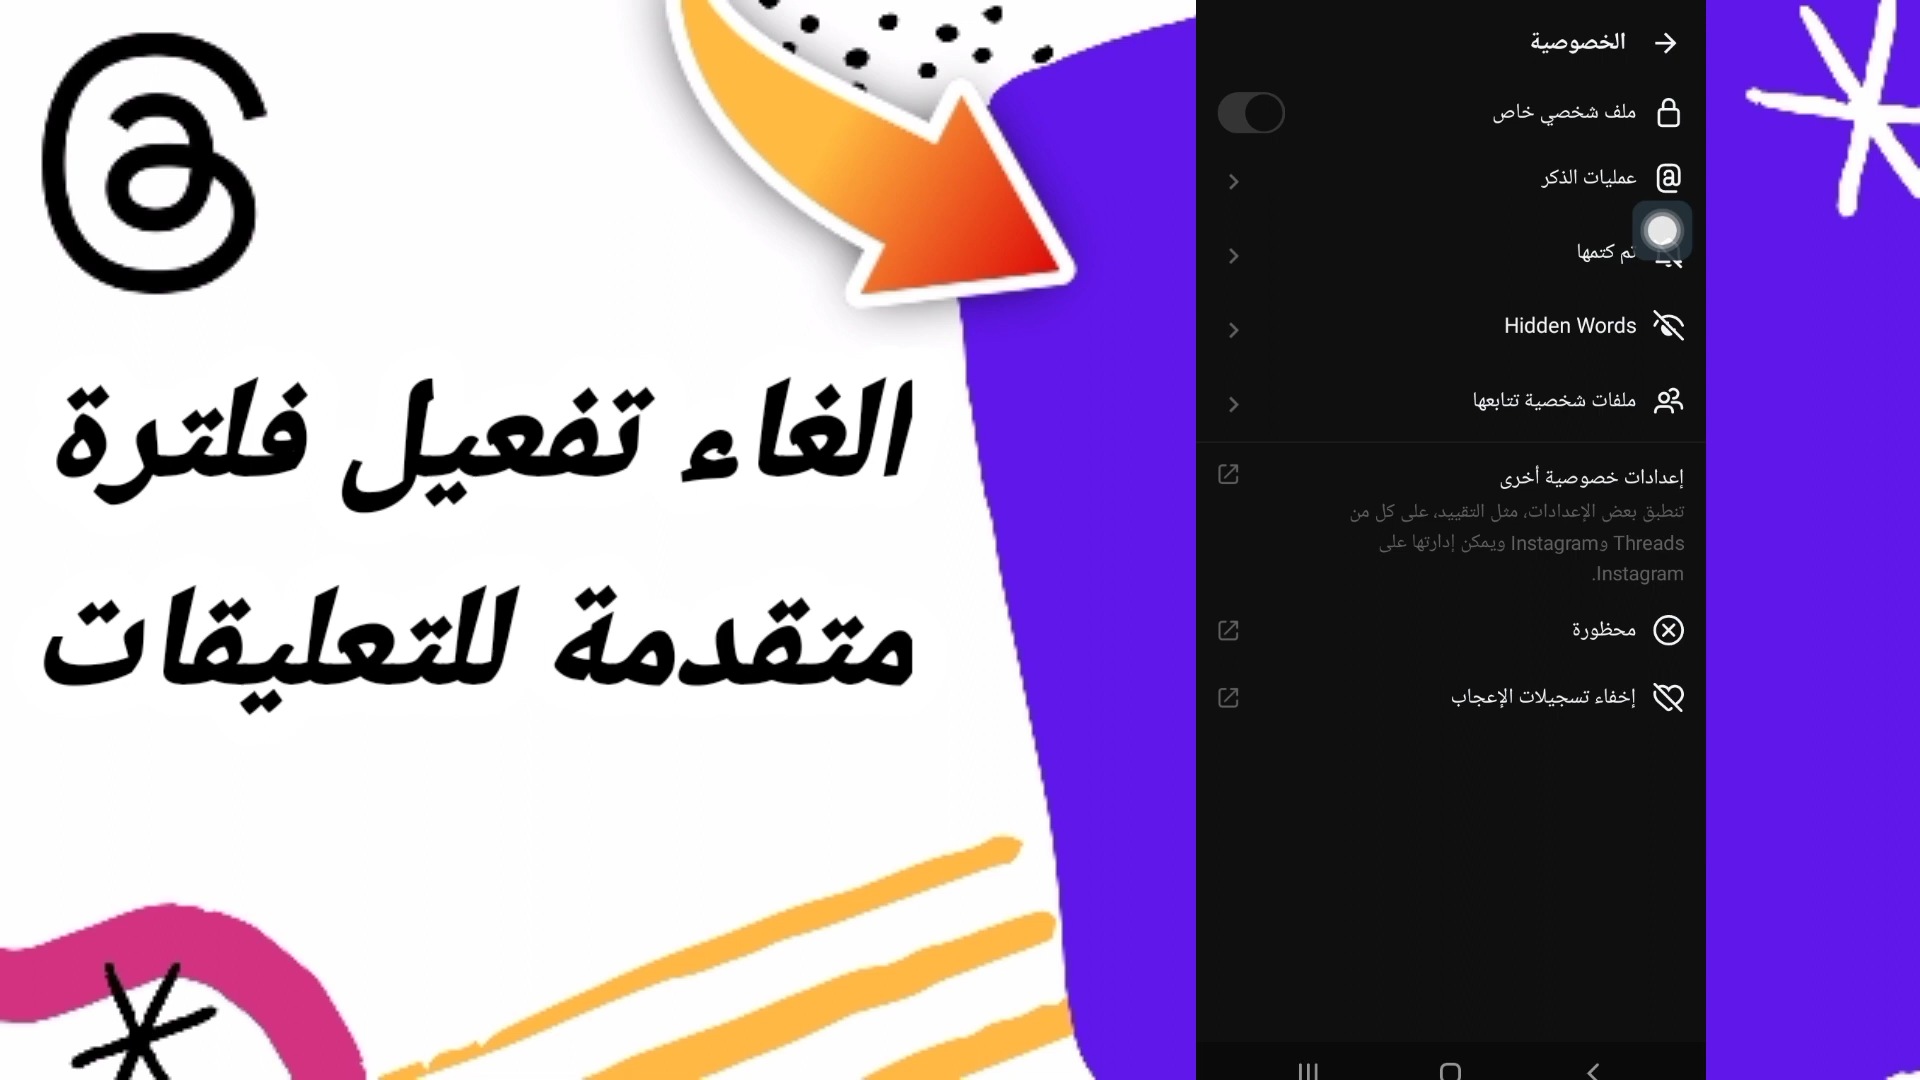 الغاء تفعيل فلترة
متقدمة للتعليقات
الخصوصية
ملف شخصي خاص
عمليات الذكر
تم كتمها
Hidden Words
ملفات شخصية تتابعها
إعدادات خصوصية أخرى
تنطبق بعض الإعدادات، مثل التقييد، على كل من
Threads وInstagram ويمكن إدارتها على
Instagram.
محظورة
إخفاء تسجيلات الإعجاب